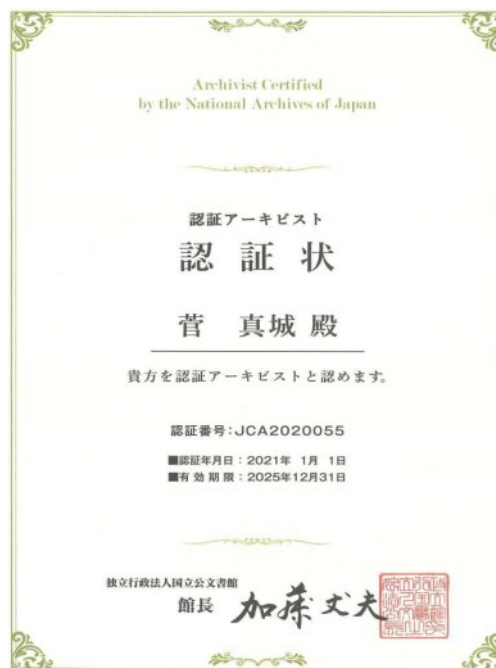 Archivist Certified
by the National Archives of Japan
認証アーキビスト
認証状
菅 真城 殿
貴方を認証アーキビストと認めます。
認証番号:JCA2020055
■認証年月日:2021年 1月 1日
■有効期限:2025年12月31日
独立行政法人国立公文書館
館長 加藤丈夫